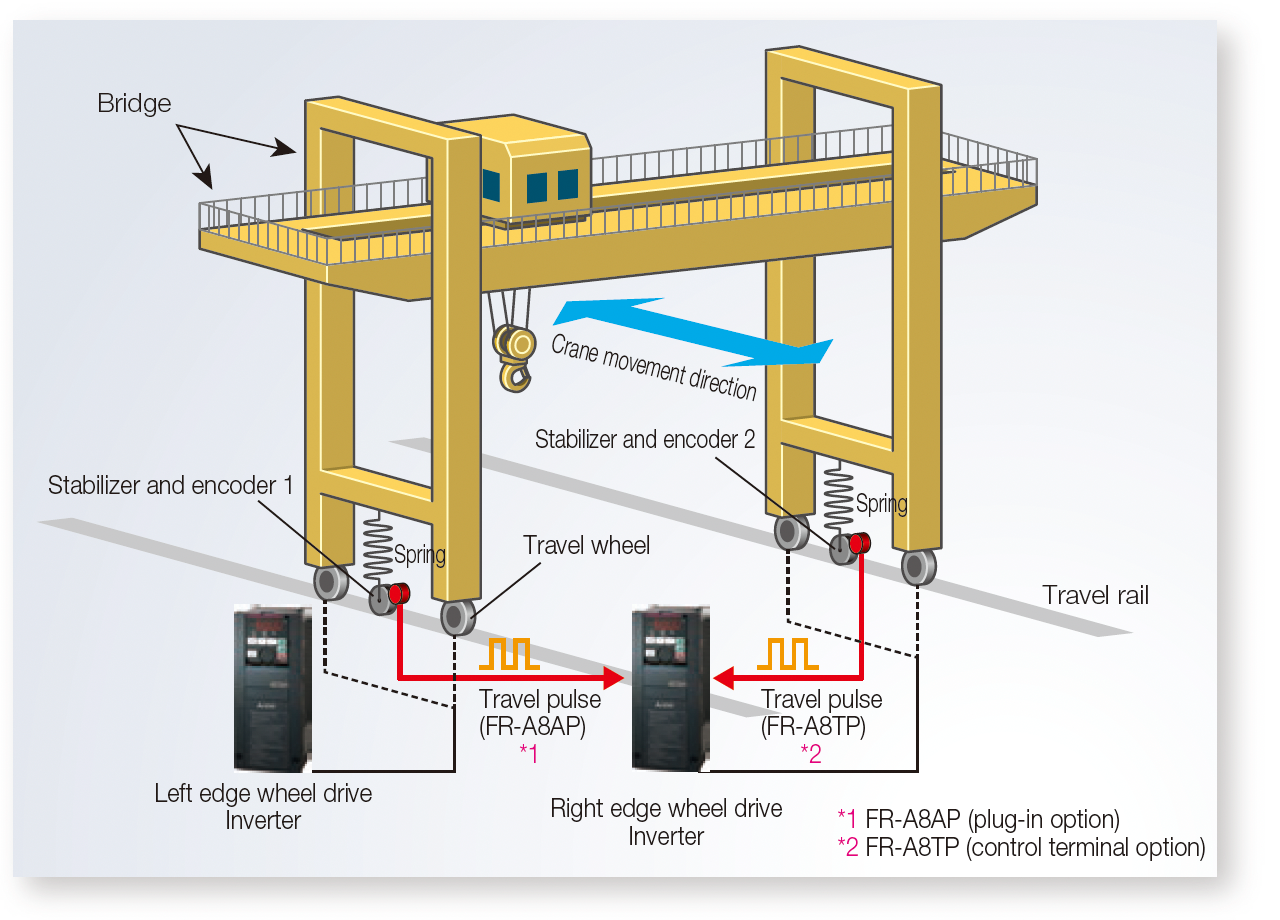 Bridge
Crane movement direction
Stabilizer and encoder 2
Stabilizer and encoder 1
Spring
Spring
Travel wheel
Travel rail
Travel pulse
(FR-A8AP)
*1
Travel pulse
(FR-A8TP)
*2
Left edge wheel drive
Inverter
Right edge wheel drive
Inverter
*1 FR-A8AP (plug-in option)
*2 FR-A8TP (control terminal option)